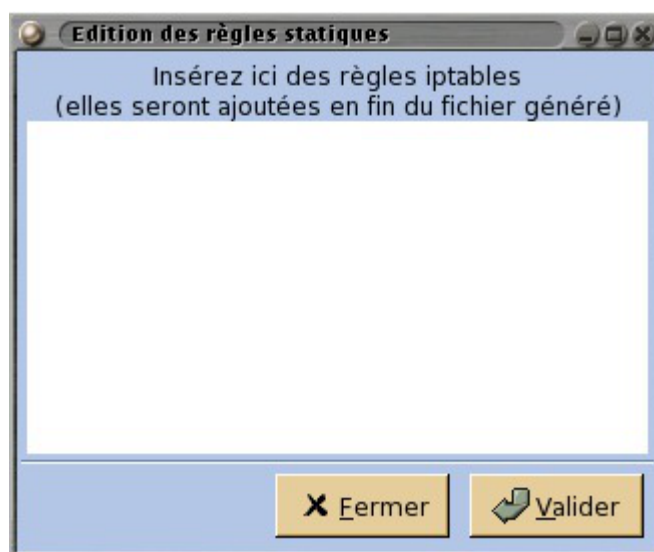 Edition des règles statiques
Insérez ici des règles iptables
(elles seront ajoutées en fin du fichier généré)
Fermer
Valider